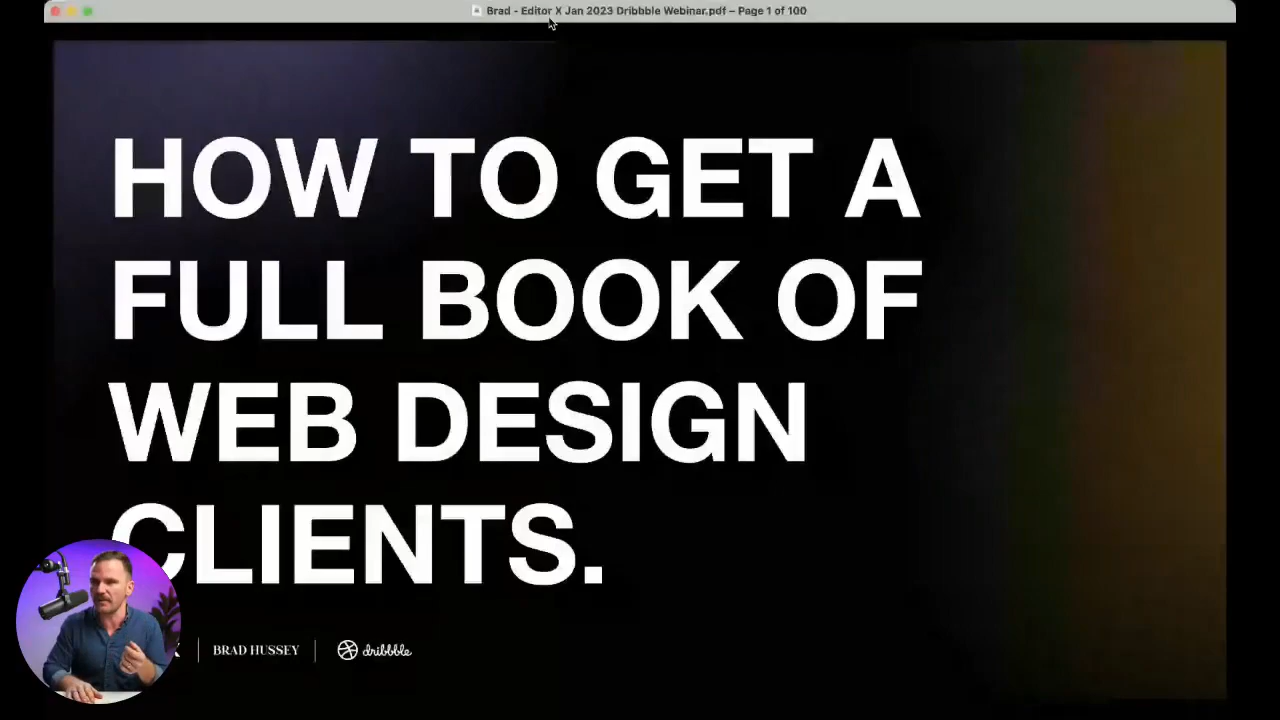 Brad - Editor X Jan 2023 Dribbble Webinar.pdf – Page 1 of 100
HOW TO GET A
FULL BOOK OF
WEB DESIGN
CLIENTS.
BRAD HUSSEY
dribbble